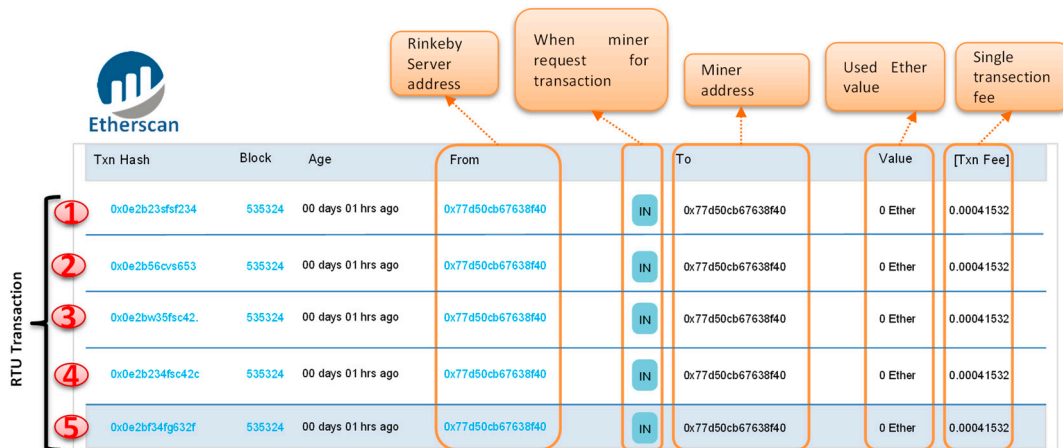 Rinkeby
Server
address
When miner
request for
transaction
Miner
address
Used Ether
value
Single
transection
fee
Etherscan
Txn Hash Block Age From To Value [Txn Fee]
RTU Transaction
1 0x0e2b23sfsf234 535324 00 days 01 hrs ago 0x77d50cb67638f40 IN 0x77d50cb67638f40 0 Ether 0.00041532
2 0x0e2b56cvs653 535324 00 days 01 hrs ago 0x77d50cb67638f40 IN 0x77d50cb67638f40 0 Ether 0.00041532
3 0x0e2bw35fsc42. 535324 00 days 01 hrs ago 0x77d50cb67638f40 IN 0x77d50cb67638f40 0 Ether 0.00041532
4 0x0e2b234fsc42c 535324 00 days 01 hrs ago 0x77d50cb67638f40 IN 0x77d50cb67638f40 0 Ether 0.00041532
5 0x0e2bf34fg632f 535324 00 days 01 hrs ago 0x77d50cb67638f40 IN 0x77d50cb67638f40 0 Ether 0.00041532